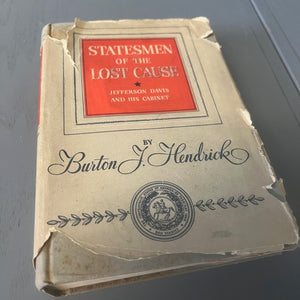 STATESMEN
OF THE
LOST CAUSE
★
JEFFERSON DAVIS
AND HIS CABINET
BY
Burton J. Hendrick